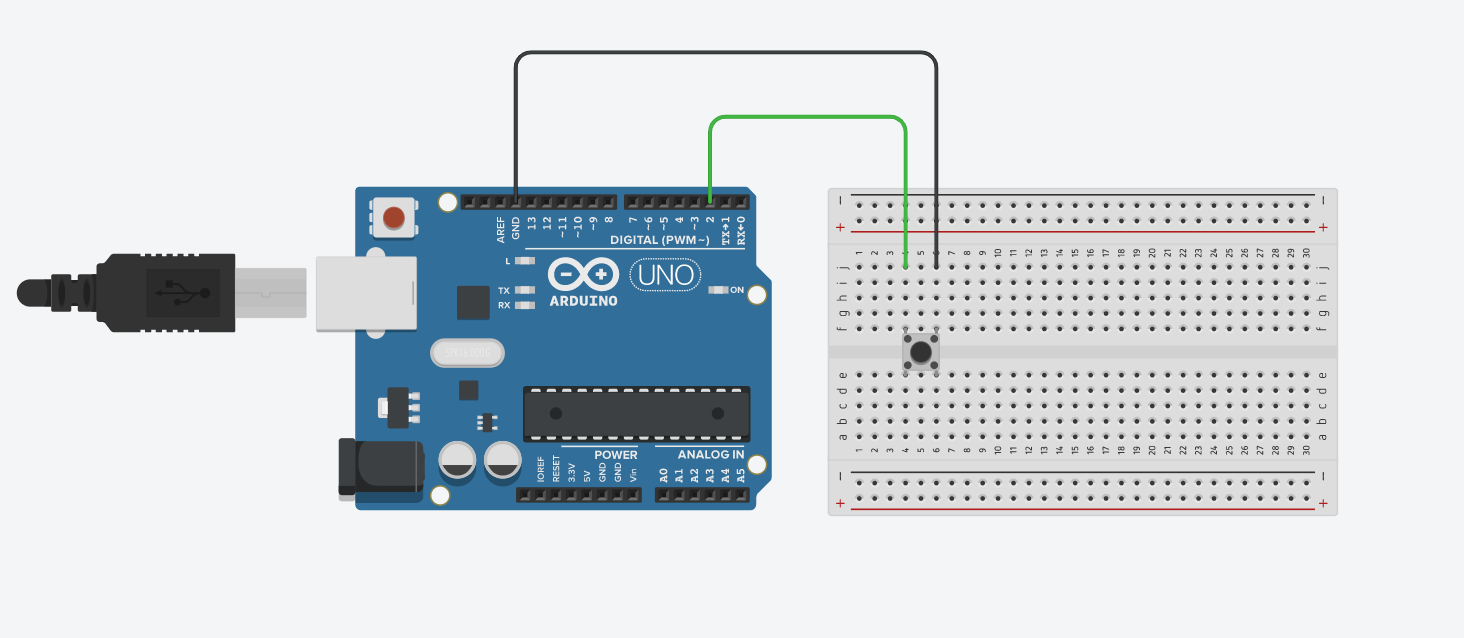 AREF
GND
13
12
~11
~10
~9
8
7
~6
~5
4
~3
2
TX→1
RX←0
DIGITAL (PWM~)
L
TX
RX
ARDUINO
UNO
ON
POWER
ANALOG IN
IOREF
RESET
3.3V
5V
GND
GND
Vin
A0
A1
A2
A3
A4
A5
− −
+ +
1 2 3 4 5 6 7 8 9 10 11 12 13 14 15 16 17 18 19 20 21 22 23 24 25 26 27 28 29 30
j j
i i
h h
g g
f f
e e
d d
c c
b b
a a
1 2 3 4 5 6 7 8 9 10 11 12 13 14 15 16 17 18 19 20 21 22 23 24 25 26 27 28 29 30
− −
+ +